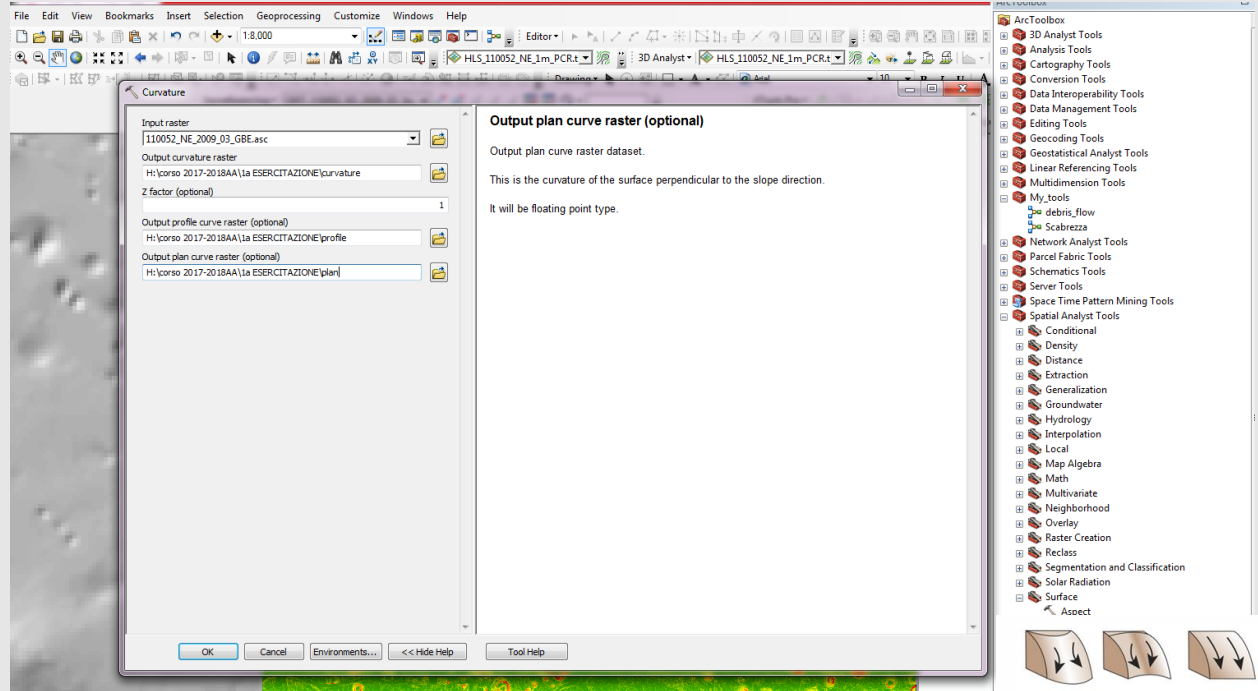 ArcToolbox
File Edit View Bookmarks Insert Selection Geoprocessing Customize Windows Help
1:8,000 Editor
HLS_110052_NE_1m_PCR.t 3D Analyst HLS_110052_NE_1m_PCR.t
Drawing Arial 10 B I U A
Curvature
Input raster
110052_NE_2009_03_GBE.asc
Output curvature raster
H:\corso 2017-2018AA\1a ESERCITAZIONE\curvature
Z factor (optional)
1
Output profile curve raster (optional)
H:\corso 2017-2018AA\1a ESERCITAZIONE\profile
Output plan curve raster (optional)
H:\corso 2017-2018AA\1a ESERCITAZIONE\plan
OK Cancel Environments... << Hide Help Tool Help
Output plan curve raster (optional)
Output plan curve raster dataset.
This is the curvature of the surface perpendicular to the slope direction.
It will be floating point type.
ArcToolbox
3D Analyst Tools
Analysis Tools
Cartography Tools
Conversion Tools
Data Interoperability Tools
Data Management Tools
Editing Tools
Geocoding Tools
Geostatistical Analyst Tools
Linear Referencing Tools
Multidimension Tools
My_tools
debris_flow
Scabrezza
Network Analyst Tools
Parcel Fabric Tools
Schematics Tools
Server Tools
Space Time Pattern Mining Tools
Spatial Analyst Tools
Conditional
Density
Distance
Extraction
Generalization
Groundwater
Hydrology
Interpolation
Local
Map Algebra
Math
Multivariate
Neighborhood
Overlay
Raster Creation
Reclass
Segmentation and Classification
Solar Radiation
Surface
Aspect